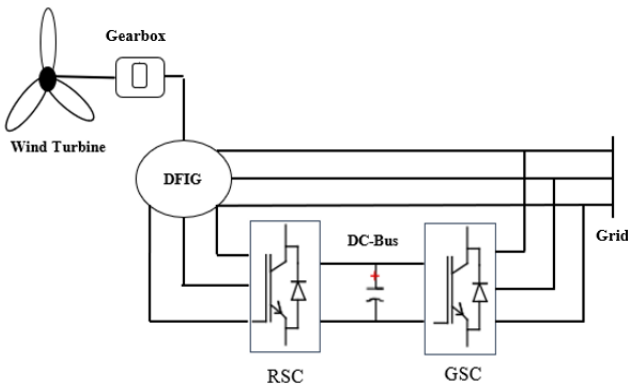 Gearbox
Wind Turbine
DFIG
DC-Bus
Grid
RSC
GSC